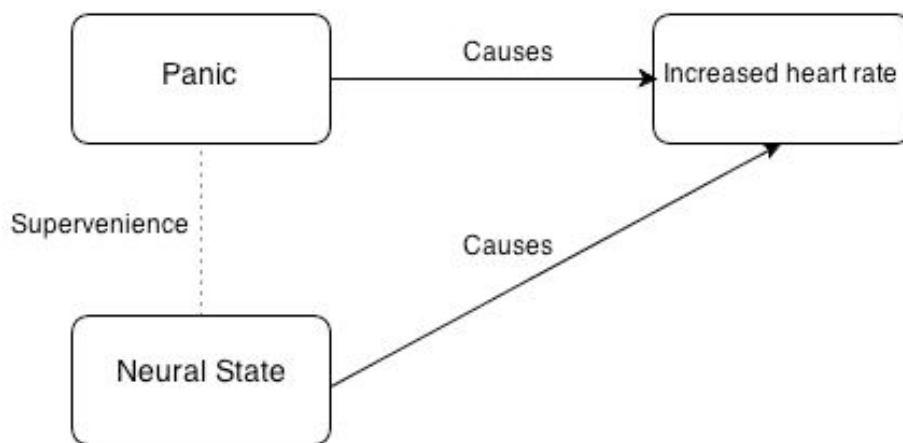 Causes
Panic
Increased heart rate
Supervenience
Causes
Neural State